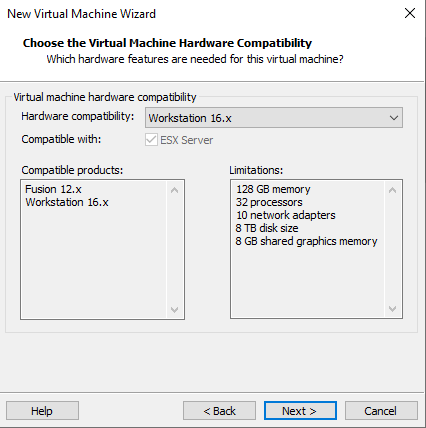 New Virtual Machine Wizard
Choose the Virtual Machine Hardware Compatibility
Which hardware features are needed for this virtual machine?
Virtual machine hardware compatibility
Hardware compatibility: Workstation 16.x
Compatible with: ESX Server
Compatible products:
Fusion 12.x
Workstation 16.x
Limitations:
128 GB memory
32 processors
10 network adapters
8 TB disk size
8 GB shared graphics memory
Help < Back Next > Cancel